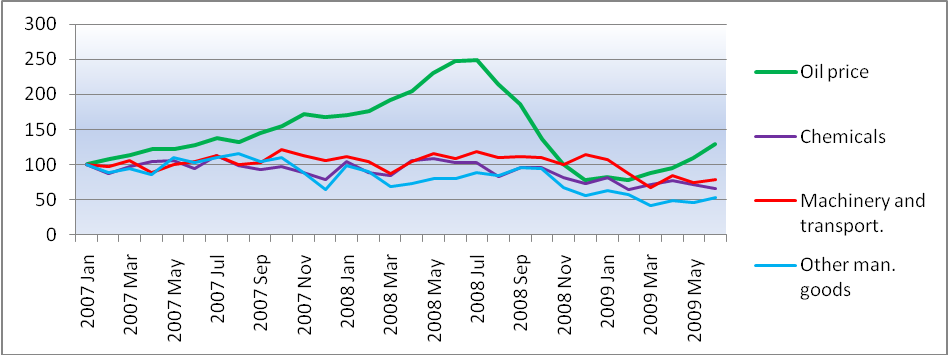 300
250
200
150
100
50
0
2007 Jan
2007 Mar
2007 May
2007 Jul
2007 Sep
2007 Nov
2008 Jan
2008 Mar
2008 May
2008 Jul
2008 Sep
2008 Nov
2009 Jan
2009 Mar
2009 May
Oil price
Chemicals
Machinery and
transport.
Other man.
goods